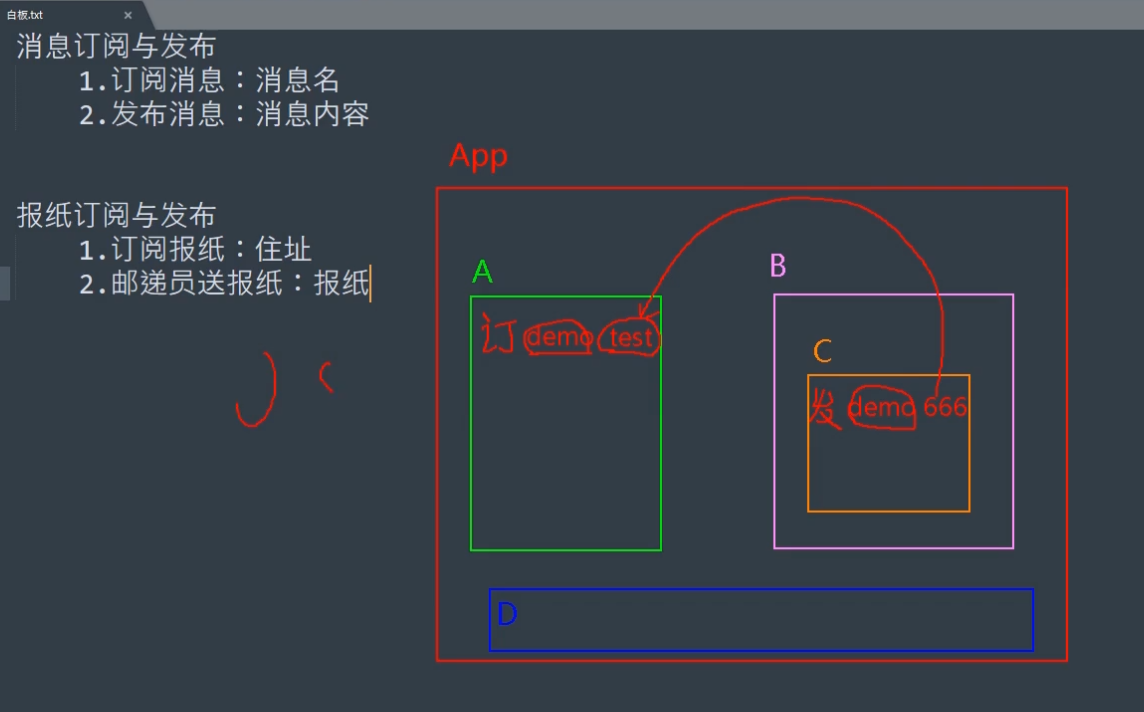 白板.txt ×
消息订阅与发布
1.订阅消息：消息名
2.发布消息：消息内容
报纸订阅与发布
1.订阅报纸：住址
2.邮递员送报纸：报纸
App
A
订 demo test
B
C
发 demo 666
D